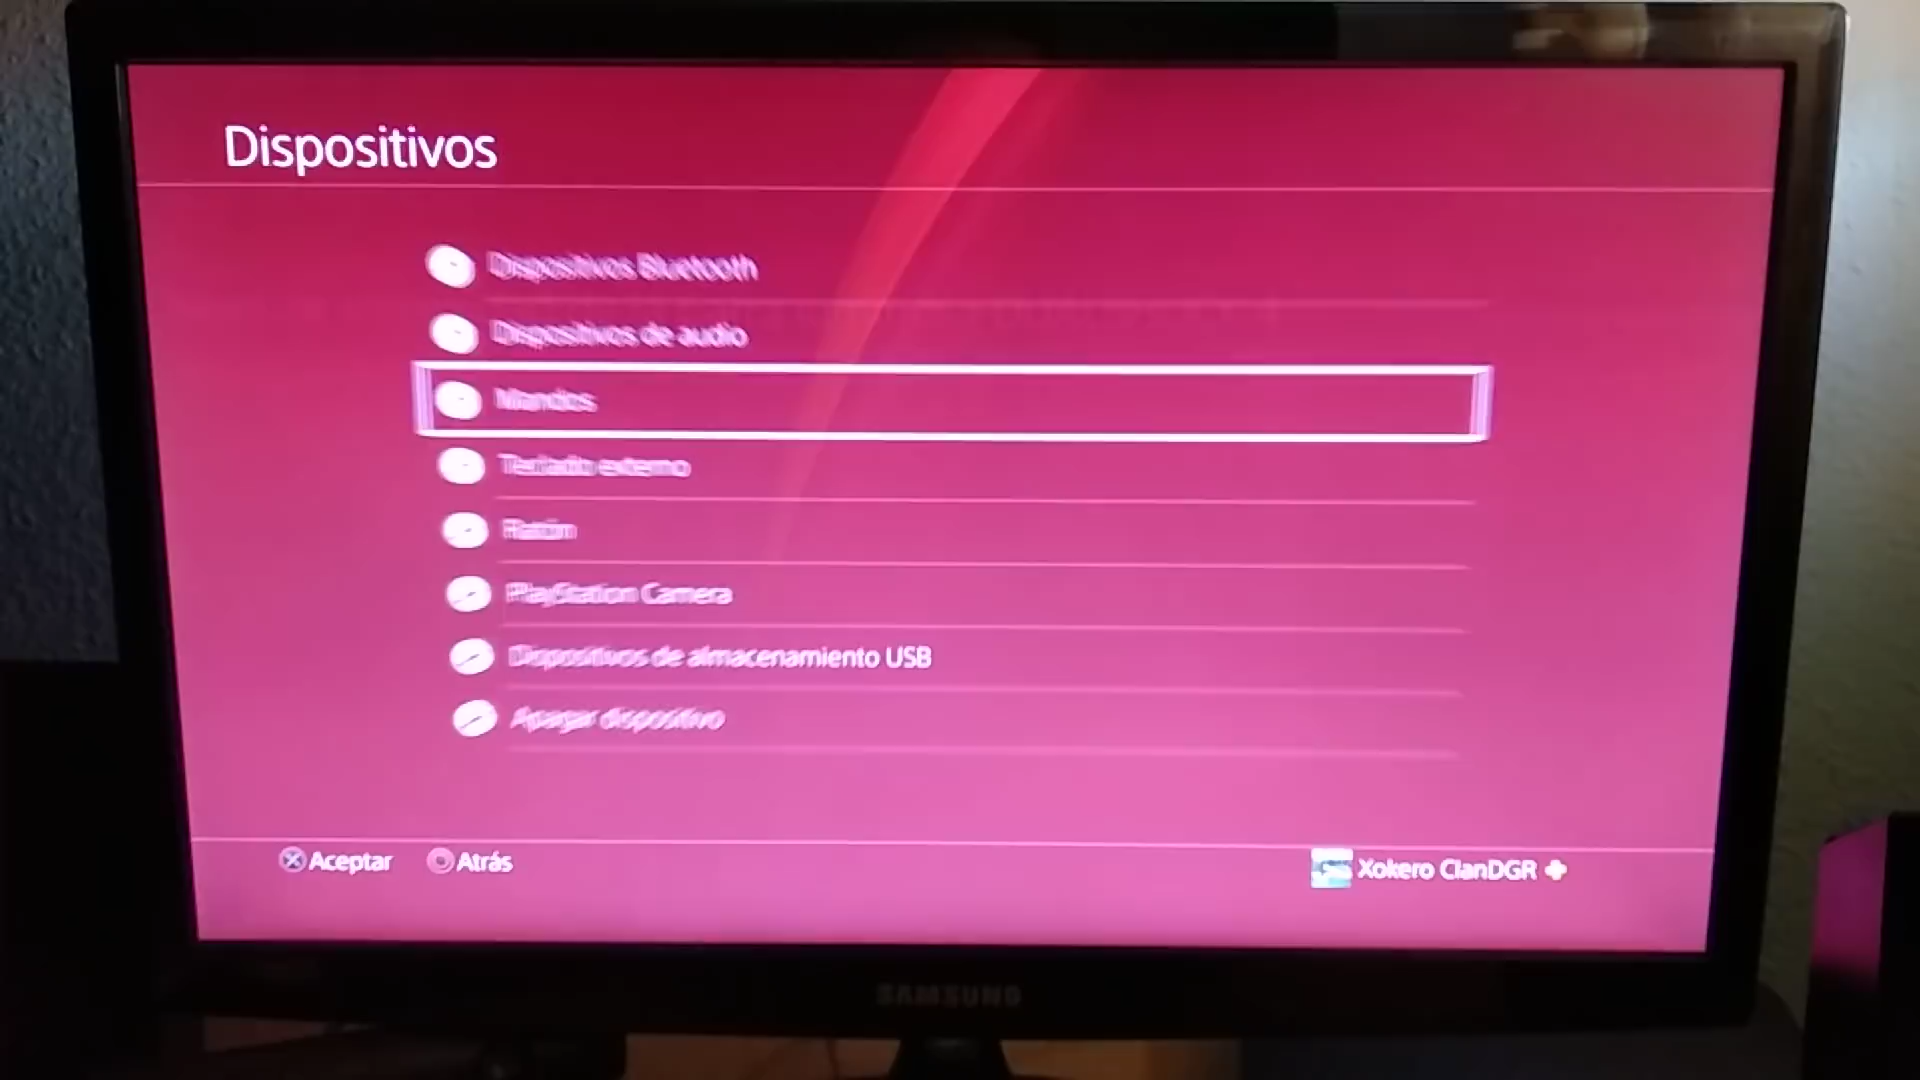 Dispositivos
Dispositivos Bluetooth
Dispositivos de audio
Mandos
Teclado externo
Ratón
PlayStation Camera
Dispositivos de almacenamiento USB
Apagar dispositivo
Aceptar Atrás Xokero ClanDGR
SAMSUNG